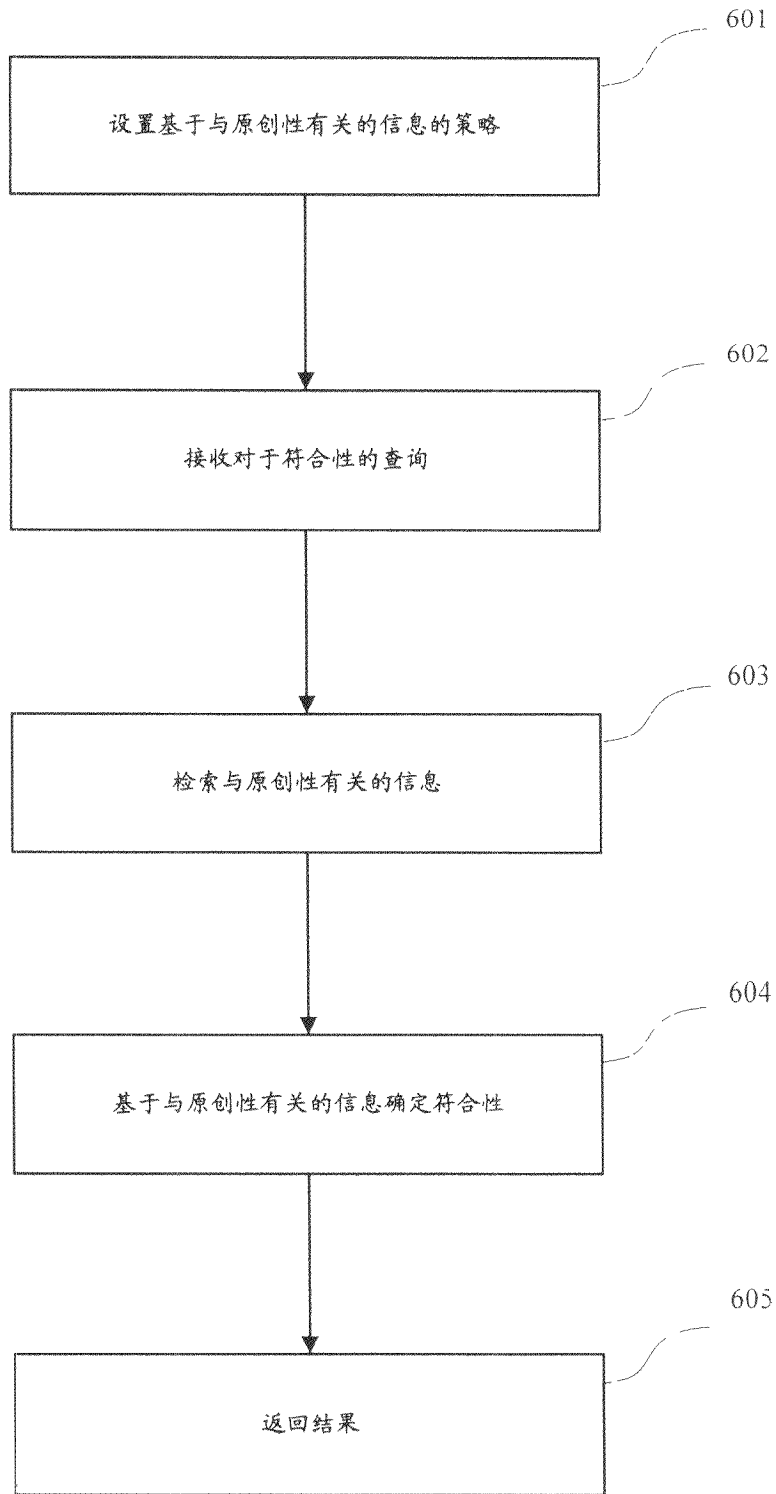 601
设置基于与原创性有关的信息的策略
602
接收对于符合性的查询
603
检索与原创性有关的信息
604
基于与原创性有关的信息确定符合性
605
返回结果